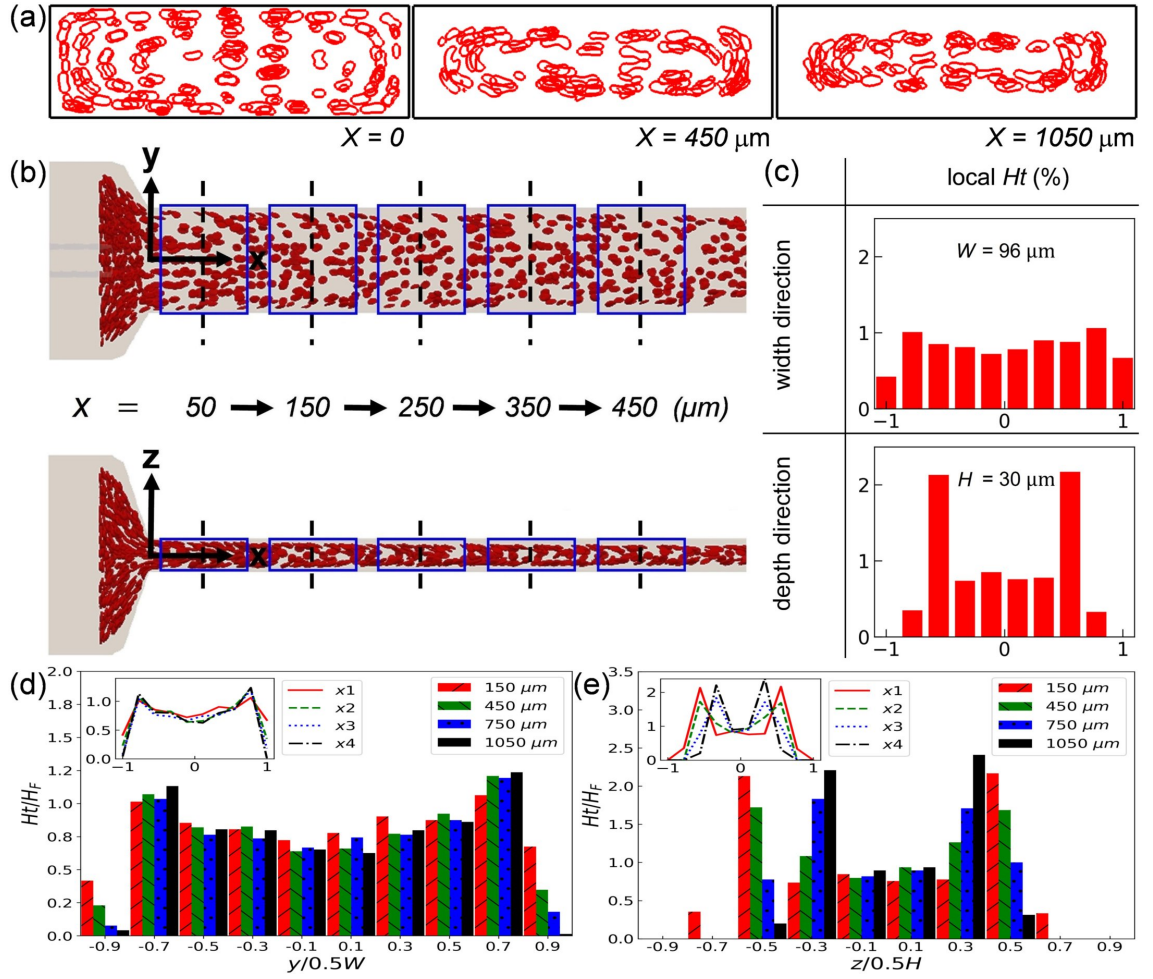 (a)
X = 0
X = 450 μm
X = 1050 μm
(b)
y
x
x = 50 150 250 350 450 (μm)
z
x
(c)
local Ht (%)
width direction
2
1
0
W = 96 μm
−1 0 1
depth direction
2
1
0
H = 30 μm
−1 0 1
(d)
Ht/HF
2.0
1.8
1.5
1.2
1.0
0.8
0.5
0.2
0.0
1.0
0.5
0.0
−1 0 1
x1
x2
x3
x4
150 μm
450 μm
750 μm
1050 μm
-0.9 -0.7 -0.5 -0.3 -0.1 0.1 0.3 0.5 0.7 0.9
y/0.5W
(e)
Ht/HF
3.5
3.0
2.5
2.0
1.5
1.0
0.5
0.0
2
1
0
−1 0 1
x1
x2
x3
x4
150 μm
450 μm
750 μm
1050 μm
-0.9 -0.7 -0.5 -0.3 -0.1 0.1 0.3 0.5 0.7 0.9
z/0.5H